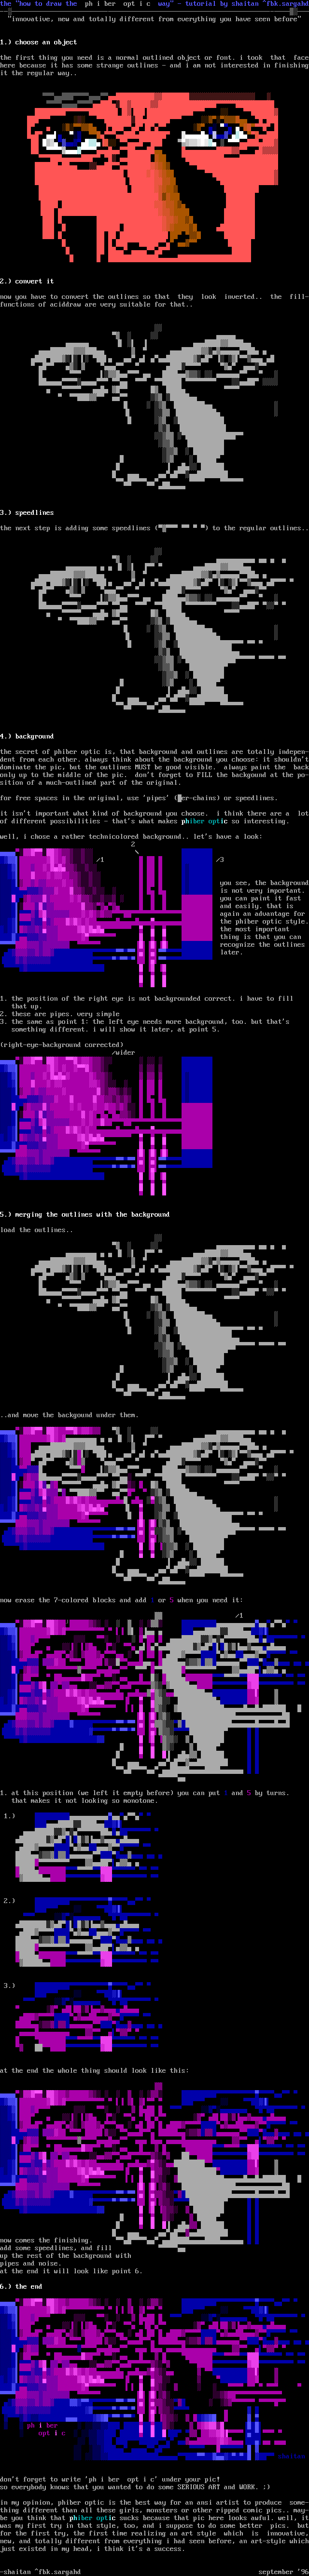 the "how to draw the  ph i ber  opt i c  way" - tutorial by shaitan ^fbk.sargahd
"innovative, new and totally different from everything you have seen before"
1.) choose an object
the first thing you need is a normal outlined object or font. i took  that  face
here because it has some strange outlines - and i am not interested in finishing
it the regular way..
2.) convert it
now you have to convert the outlines so that  they  look  inverted..  the  fill-
functions of aciddraw are very suitable for that..
3.) speedlines
the next step is adding some speedlines (          ) to the regular outlines..
4.) background
the secret of phiber optic is, that background and outlines are totally indepen-
dent from each other. always think about the background you choose: it shouldn't
dominate the pic, but the outlines MUST be good visible.  always paint the  back
only up to the middle of the pic.  don't forget to FILL the background at the po-
sition of a much-outlined part of the original.
for free spaces in the original, use 'pipes' ( er-chains) or speedlines.
it isn't important what kind of background you choose.  i think there are a  lot
of different possibilities - that's what makes phiber optic so interesting.
well, i chose a rather technicolored background.. let's have a look:
2
/1
\
/3
you see, the background
is not very important.
you can paint it fast
and easily. that is
again an advantage for
the phiber optic style.
the most important
thing is that you can
recognize the outlines
later.
1. the position of the right eye is not backgrounded correct. i have to fill
that up.
2. these are pipes. very simple
3. the same as point 1: the left eye needs more background, too. but that's
something different. i will show it later, at point 5.
(right-eye-background corrected)
/wider
5.) merging the outlines with the background
load the outlines..
..and move the backgound under them.
now erase the 7-colored blocks and add 1 or 5 when you need it:
/1
1. at this position (we left it empty before) you can put 1 and 5 by turns.
that makes it not looking so monotone.
1.)
2.)
3.)
at the end the whole thing should look like this:
now comes the finishing.
add some speedlines, and fill
up the rest of the background with
pipes and noise.
at the end it will look like point 6.
6.) the end
ph i ber
opt i c
shaitan
don't forget to write 'ph i b er  opt i c' under your pic!
so everybody knows that you wanted to do some SERIOUS ART and WORK. :)
in my opinion, phiber optic is the best way for an ansi artist to produce  some-
thing different than all these girls, monsters or other ripped comic pics.. may-
be you think that phiber optic sucks because that pic here looks awful. well, it
was my first try in that style, too, and i suppose to do some better  pics.  but
for the first try, the first time realizing an art style  which  is  innovative,
new, and totally different from everything i had seen before, an art-style which
just existed in my head, i think it's a success.
-shaitan ^fbk.sargahd
september '96